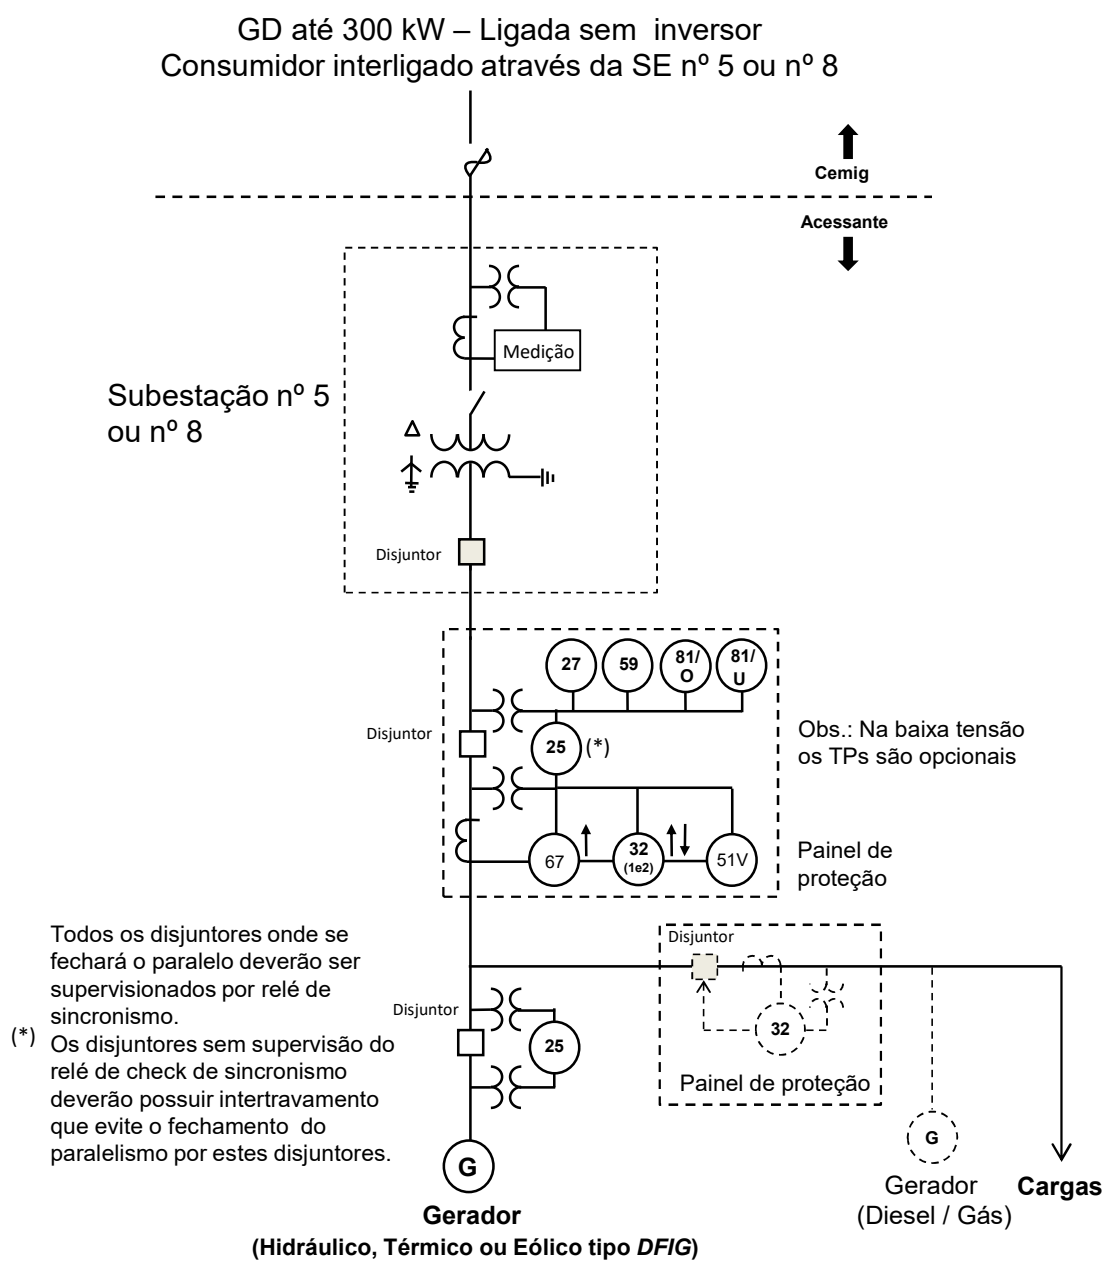 GD até 300 kW – Ligada sem inversor
Consumidor interligado através da SE nº 5 ou nº 8
Cemig
Acessante
Medição
Subestação nº 5
ou nº 8
Disjuntor
27
59
81/
O
81/
U
Disjuntor
25
(*)
Obs.: Na baixa tensão
os TPs são opcionais
67
32
(1e2)
51V
Painel de
proteção
Todos os disjuntores onde se
fechará o paralelo deverão ser
supervisionados por relé de
sincronismo.
(*)
Os disjuntores sem supervisão do
relé de check de sincronismo
deverão possuir intertravamento
que evite o fechamento do
paralelismo por estes disjuntores.
Disjuntor
32
Painel de proteção
Disjuntor
25
G
Gerador
(Diesel / Gás)
Cargas
G
Gerador
(Hidráulico, Térmico ou Eólico tipo DFIG)